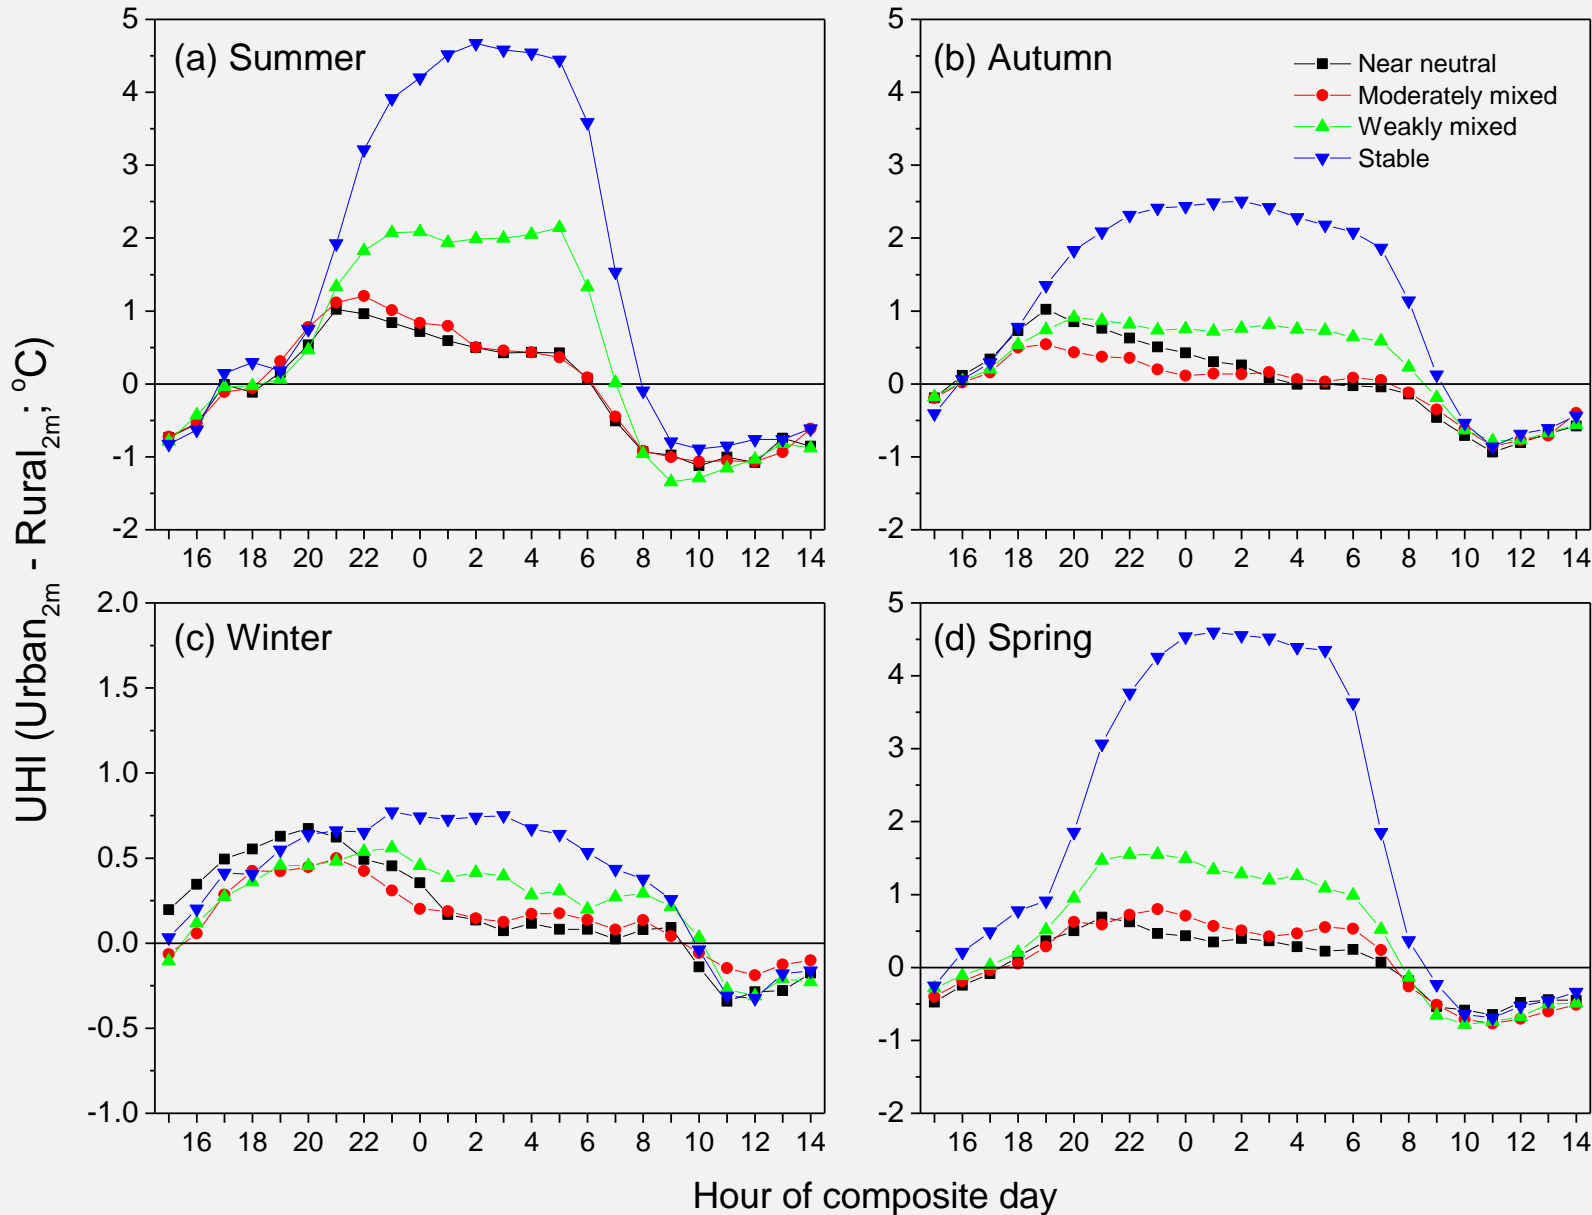 5
4
3
2
1
0
-1
-2
(a) Summer
16 18 20 22 0 2 4 6 8 10 12 14
5
4
3
2
1
0
-1
-2
(b) Autumn
Near neutral
Moderately mixed
Weakly mixed
Stable
16 18 20 22 0 2 4 6 8 10 12 14
UHI (Urban2m - Rural2m; oC)
2.0
1.5
1.0
0.5
0.0
-0.5
-1.0
(c) Winter
16 18 20 22 0 2 4 6 8 10 12 14
5
4
3
2
1
0
-1
-2
(d) Spring
16 18 20 22 0 2 4 6 8 10 12 14
Hour of composite day